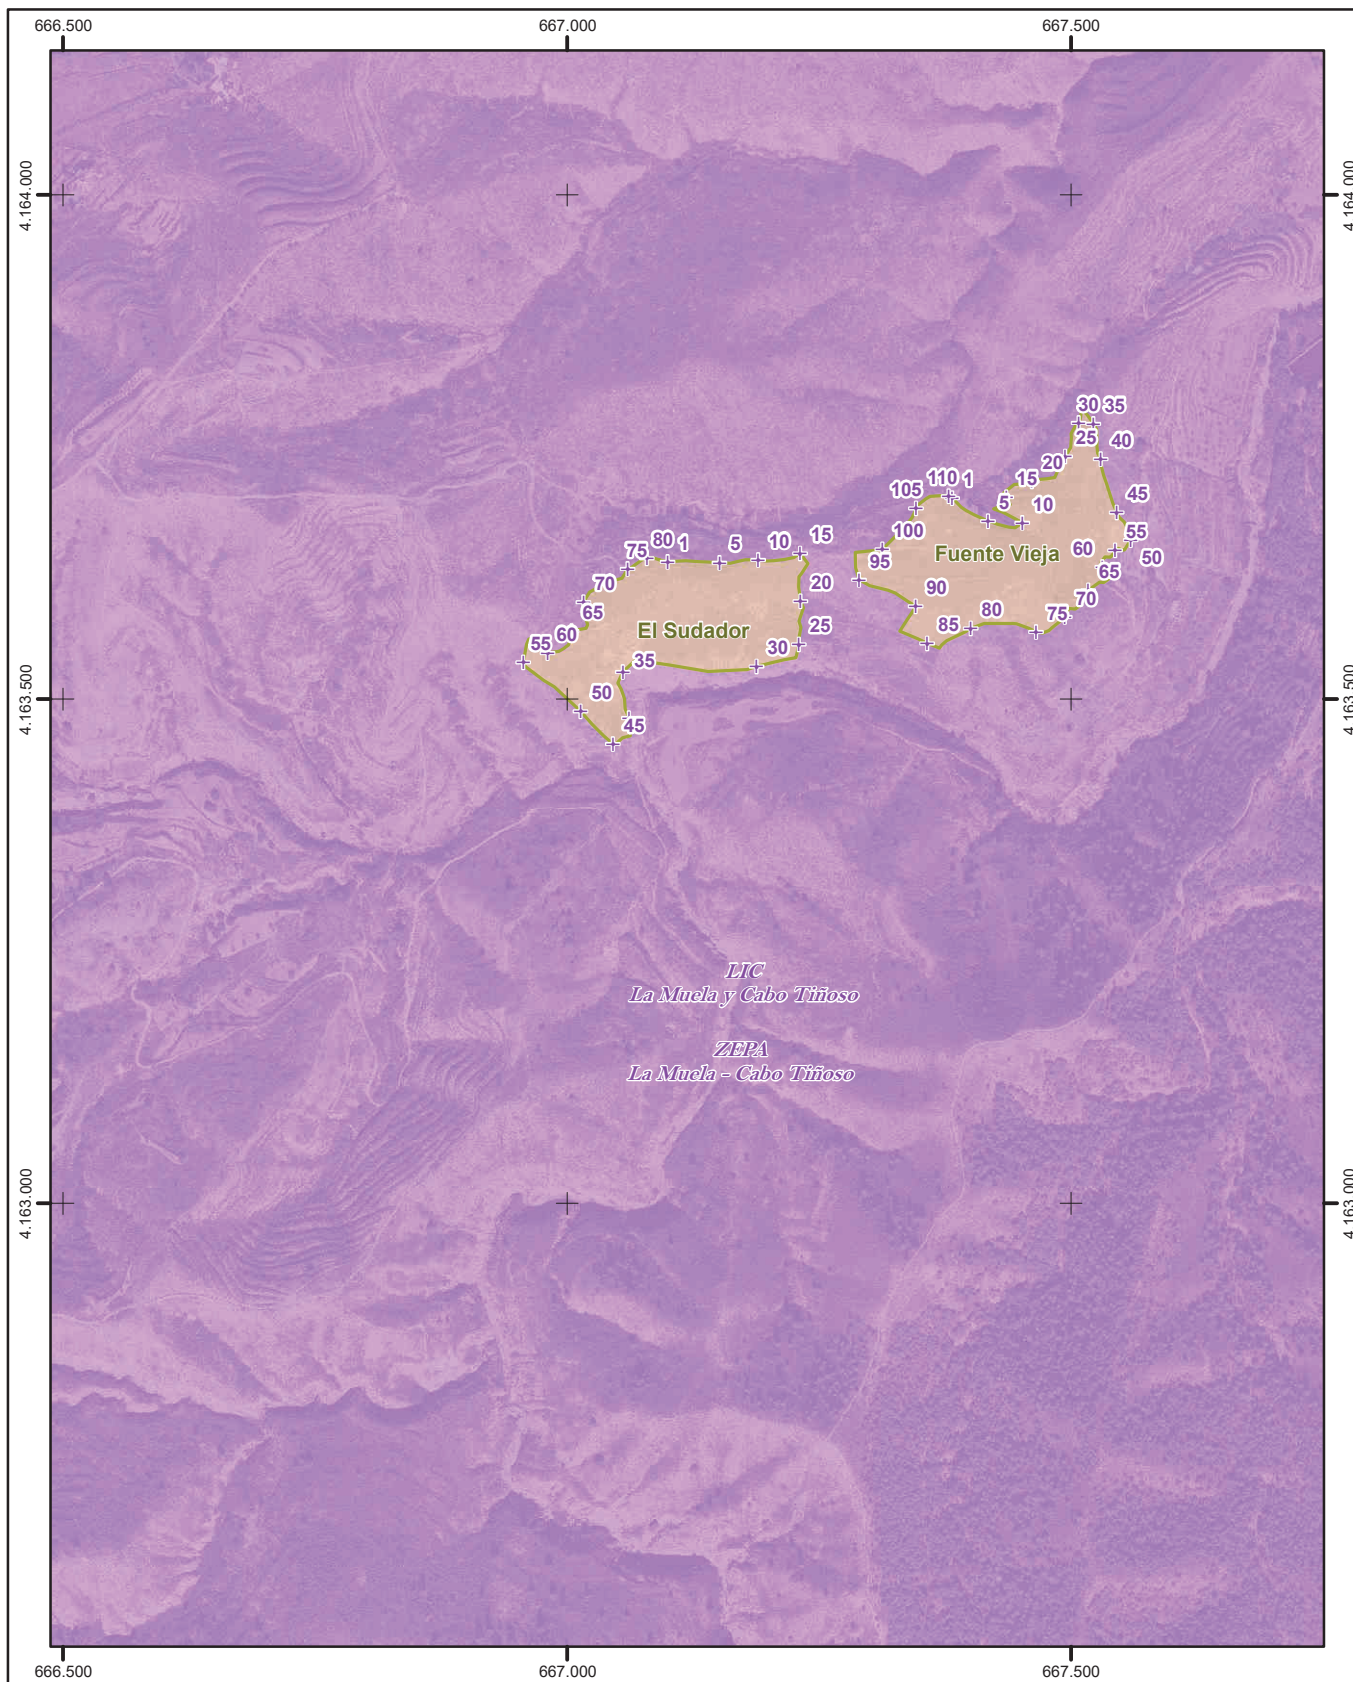 666.500 667.000 667.500
4.164.000 4.164.000
30 35
25 40
20
15
110 1
105 5 10 45
100 55
Fuente Vieja 60 50
95 65
90 70
80 75
85
15
10
5
80 1
75
70 20
65
El Sudador 25
60
55 30
35
50
45
4.163.500 4.163.500
LIC
La Muela y Cabo Tiñoso
ZEPA
La Muela - Cabo Tiñoso
4.163.000 4.163.000
666.500 667.000 667.500